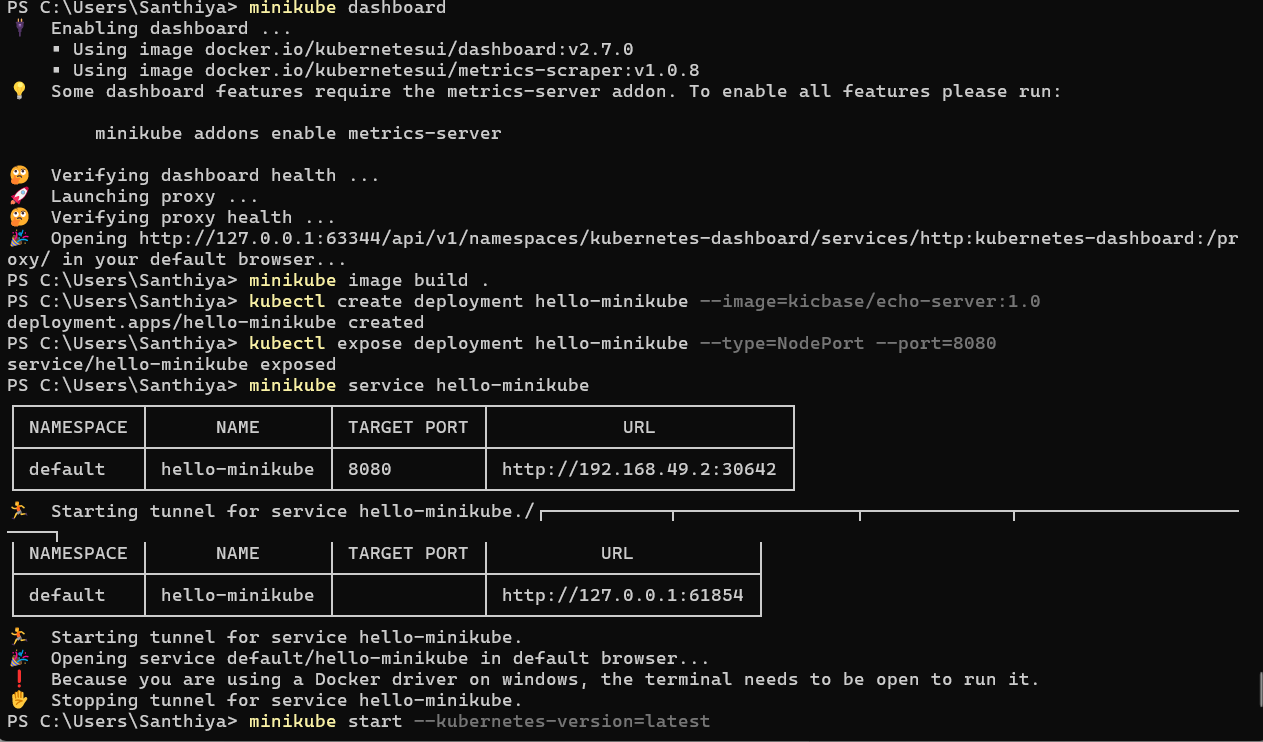 PS C:\Users\Santhiya> minikube dashboard
Enabling dashboard ...
▪ Using image docker.io/kubernetesui/dashboard:v2.7.0
▪ Using image docker.io/kubernetesui/metrics-scraper:v1.0.8
Some dashboard features require the metrics-server addon. To enable all features please run:
minikube addons enable metrics-server
Verifying dashboard health ...
Launching proxy ...
Verifying proxy health ...
Opening http://127.0.0.1:63344/api/v1/namespaces/kubernetes-dashboard/services/http:kubernetes-dashboard:/pr
oxy/ in your default browser...
PS C:\Users\Santhiya> minikube image build .
PS C:\Users\Santhiya> kubectl create deployment hello-minikube --image=kicbase/echo-server:1.0
deployment.apps/hello-minikube created
PS C:\Users\Santhiya> kubectl expose deployment hello-minikube --type=NodePort --port=8080
service/hello-minikube exposed
PS C:\Users\Santhiya> minikube service hello-minikube
NAMESPACE NAME TARGET PORT URL
default hello-minikube 8080 http://192.168.49.2:30642
Starting tunnel for service hello-minikube./
NAMESPACE NAME TARGET PORT URL
default hello-minikube http://127.0.0.1:61854
Starting tunnel for service hello-minikube.
Opening service default/hello-minikube in default browser...
Because you are using a Docker driver on windows, the terminal needs to be open to run it.
Stopping tunnel for service hello-minikube.
PS C:\Users\Santhiya> minikube start --kubernetes-version=latest